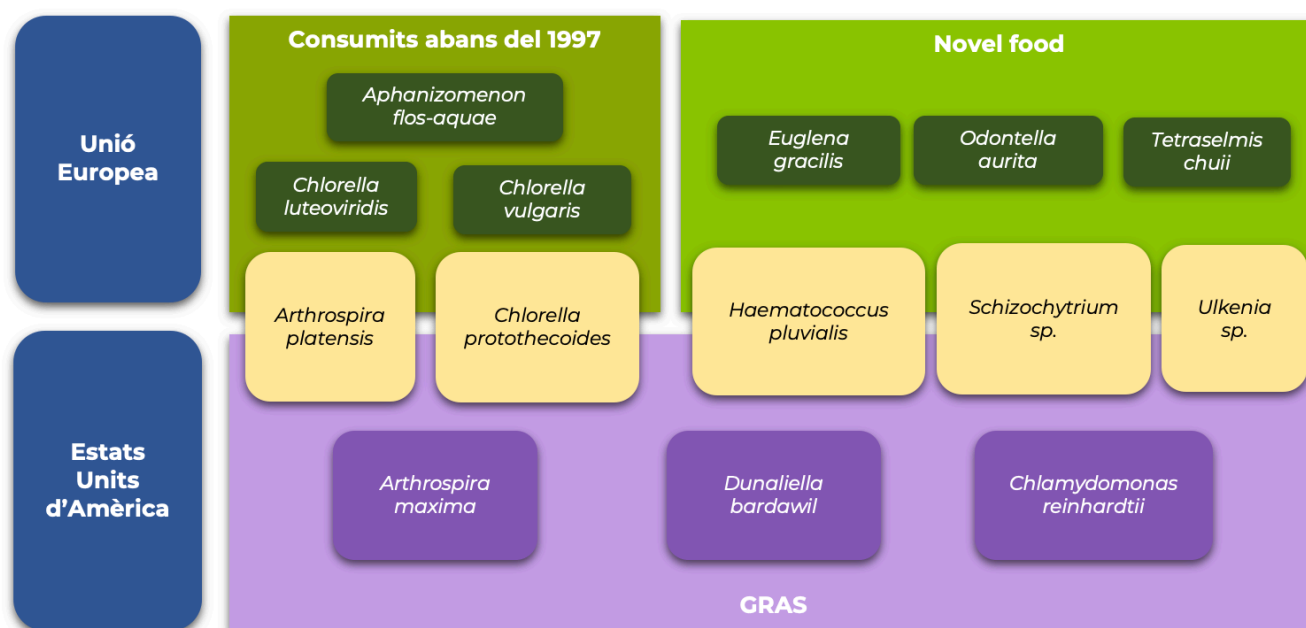 Unió
Europea
Consumits abans del 1997
Aphanizomenon
flos-aquae
Chlorella
luteoviridis
Chlorella
vulgaris
Novel food
Euglena
gracilis
Odontella
aurita
Tetraselmis
chuii
Arthrospira
platensis
Chlorella
protothecoides
Haematococcus
pluvialis
Schizochytrium
sp.
Ulkenia
sp.
Estats
Units
d’Amèrica
Arthrospira
maxima
Dunaliella
bardawil
Chlamydomonas
reinhardtii
GRAS